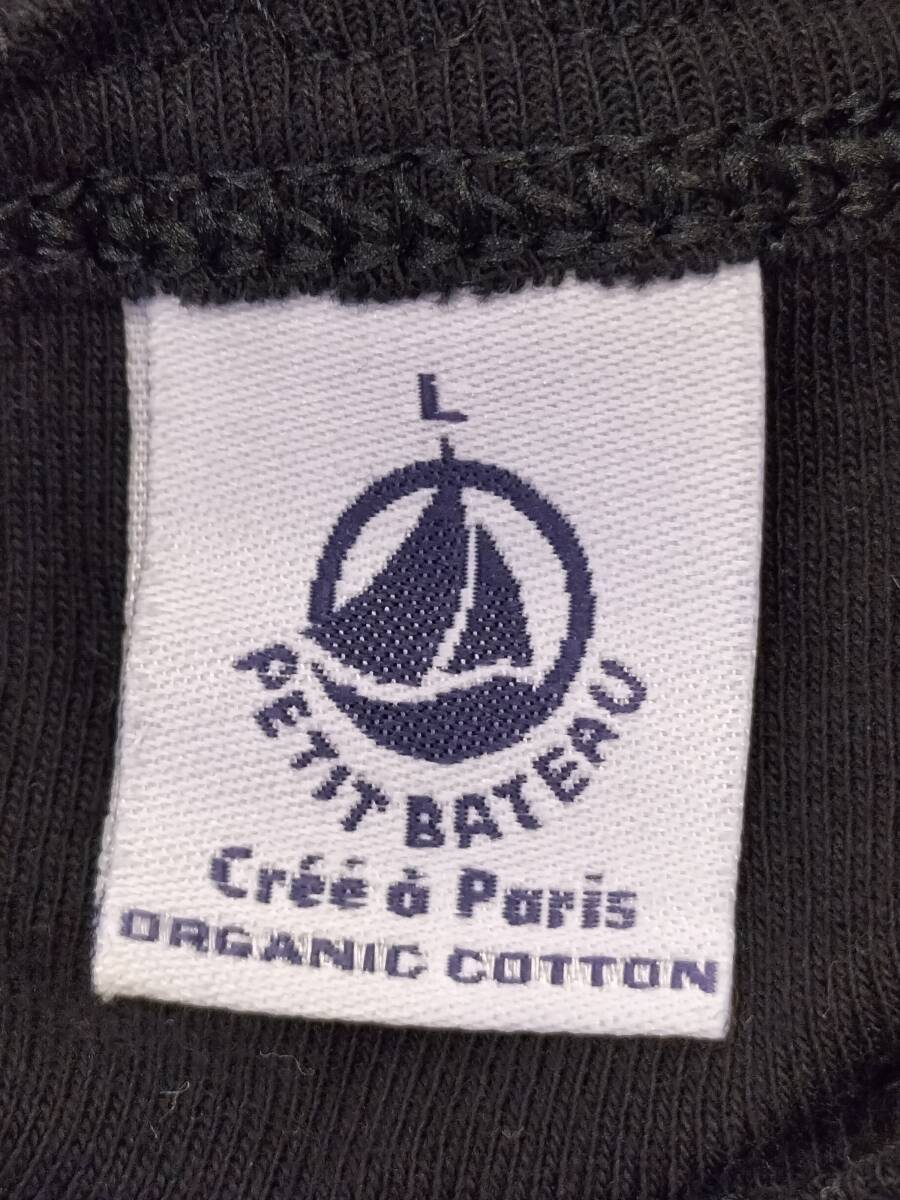 L
PETIT BATEAU
Créé à Paris
ORGANIC COTTON